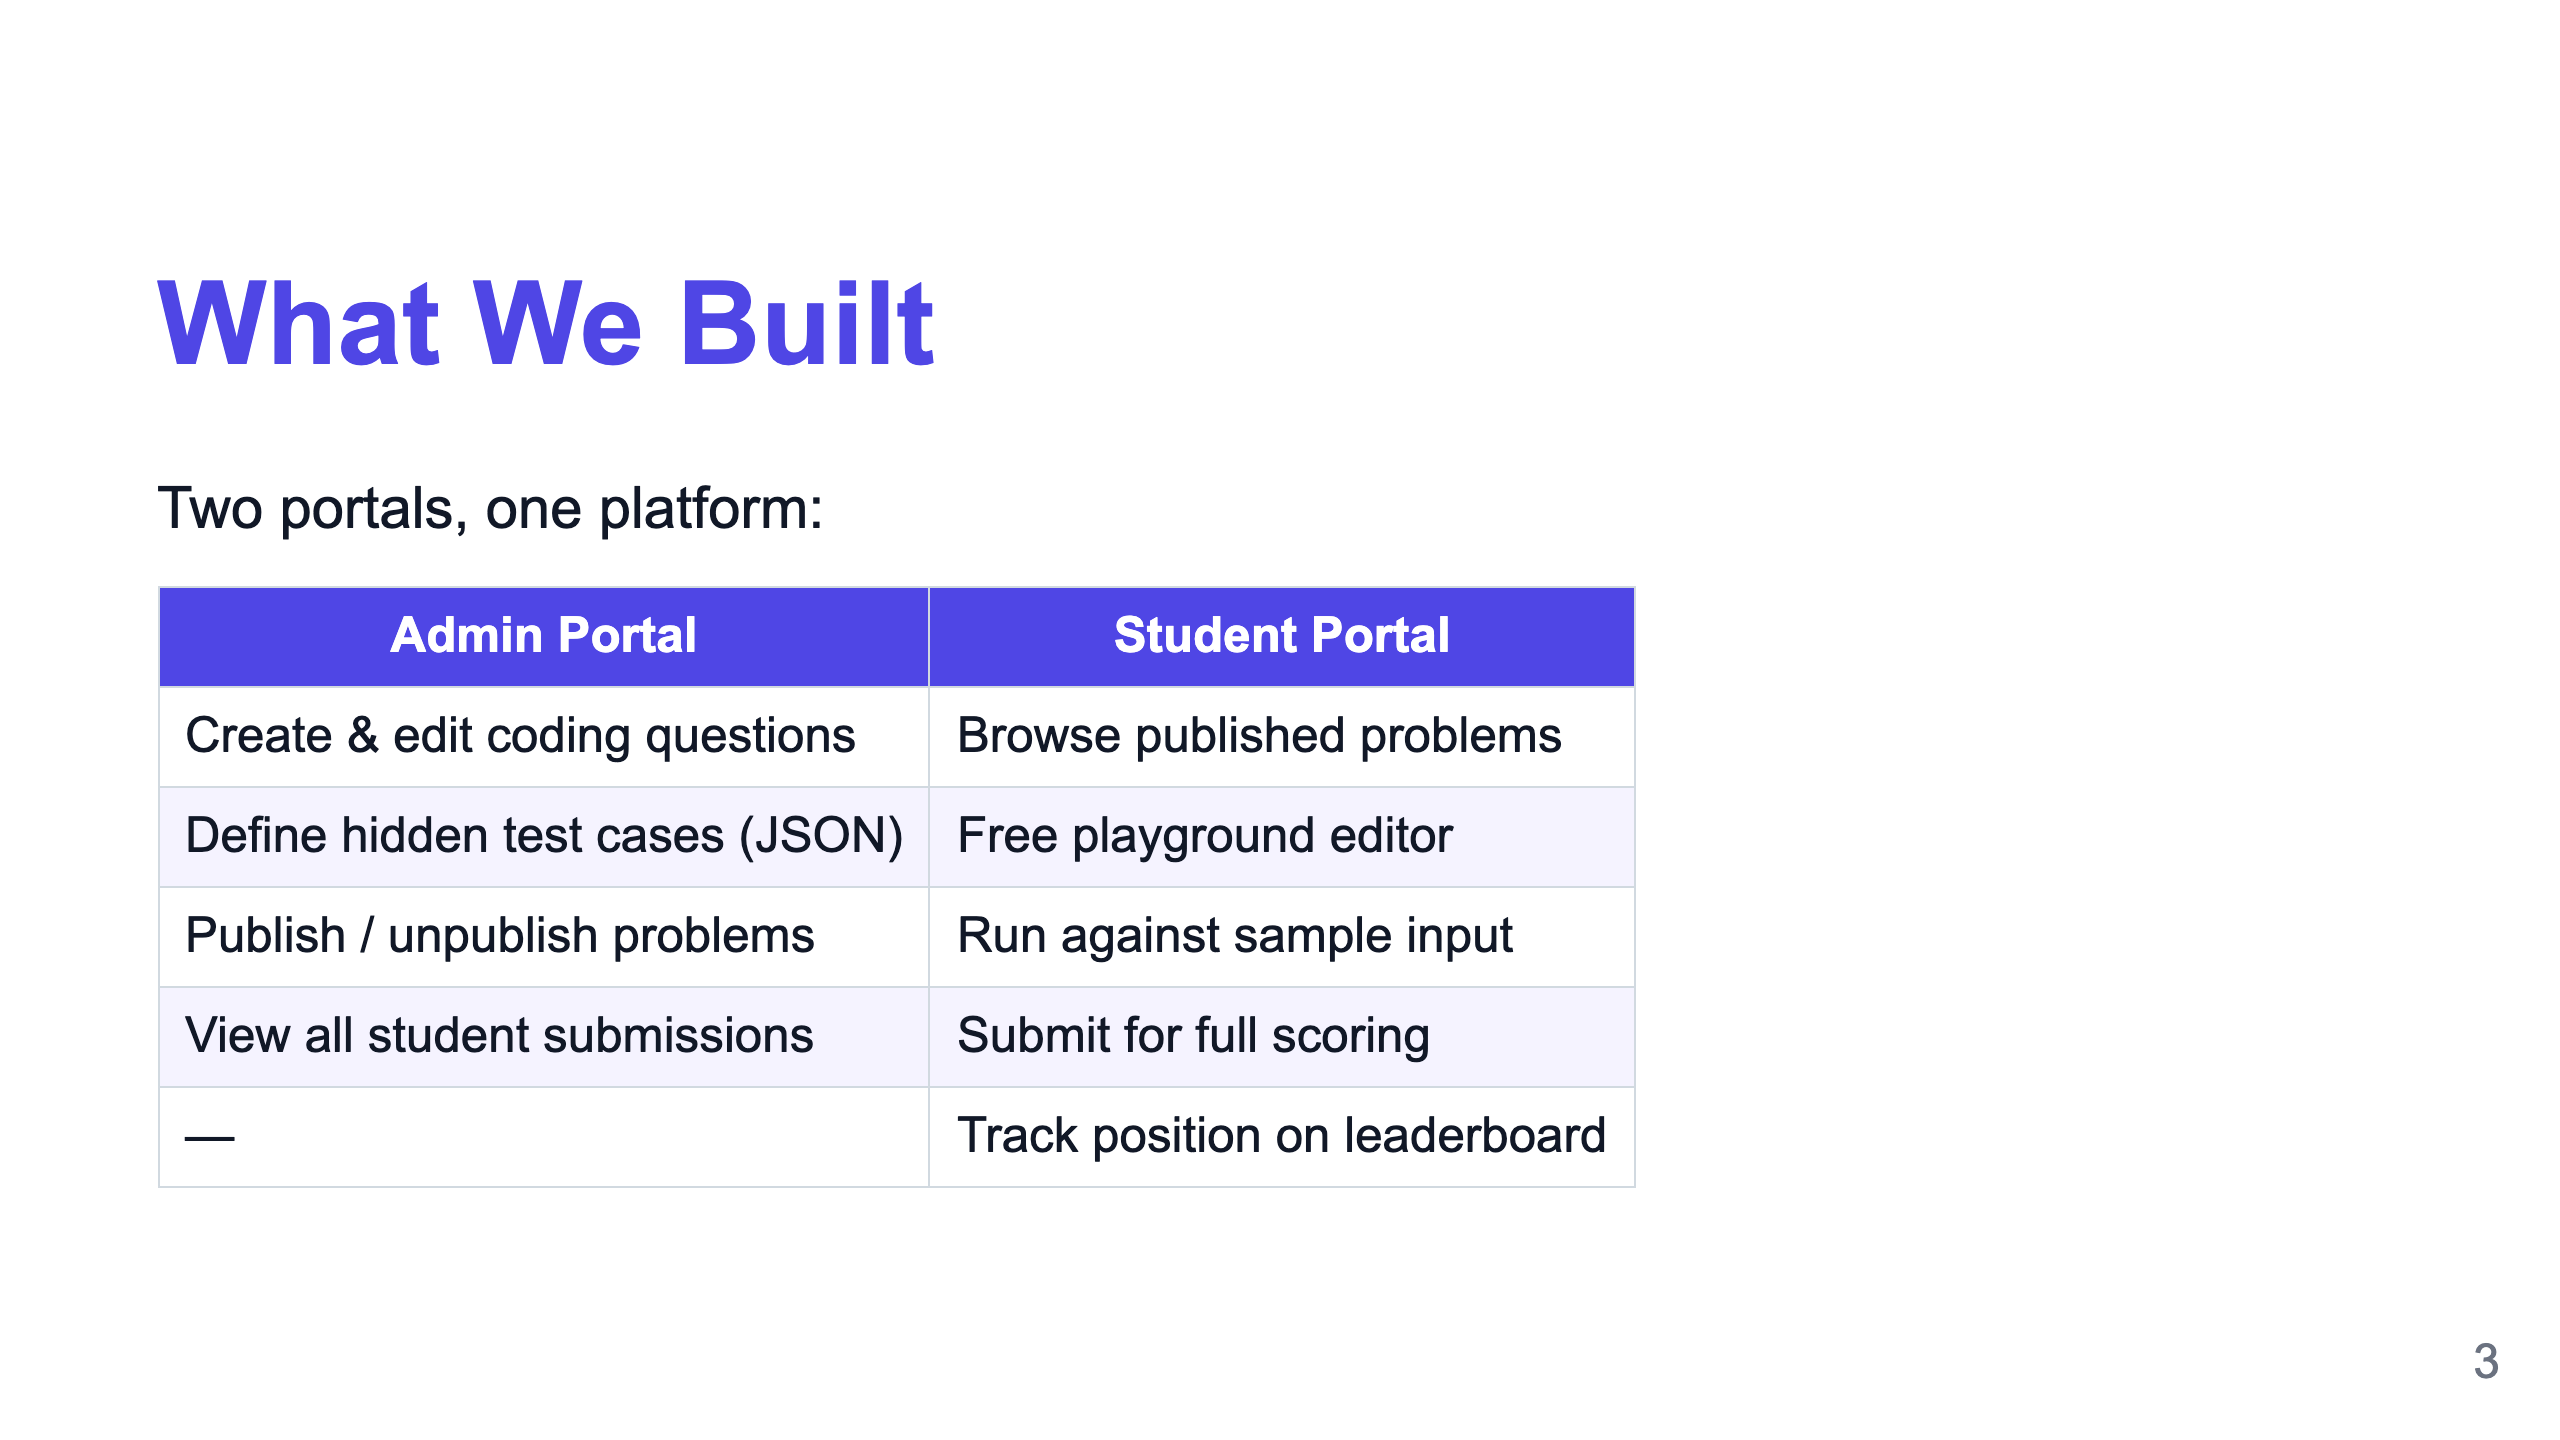 What We Built
Two portals, one platform:
Admin Portal Student Portal
Create & edit coding questions Browse published problems
Define hidden test cases (JSON) Free playground editor
Publish / unpublish problems Run against sample input
View all student submissions Submit for full scoring
— Track position on leaderboard
3